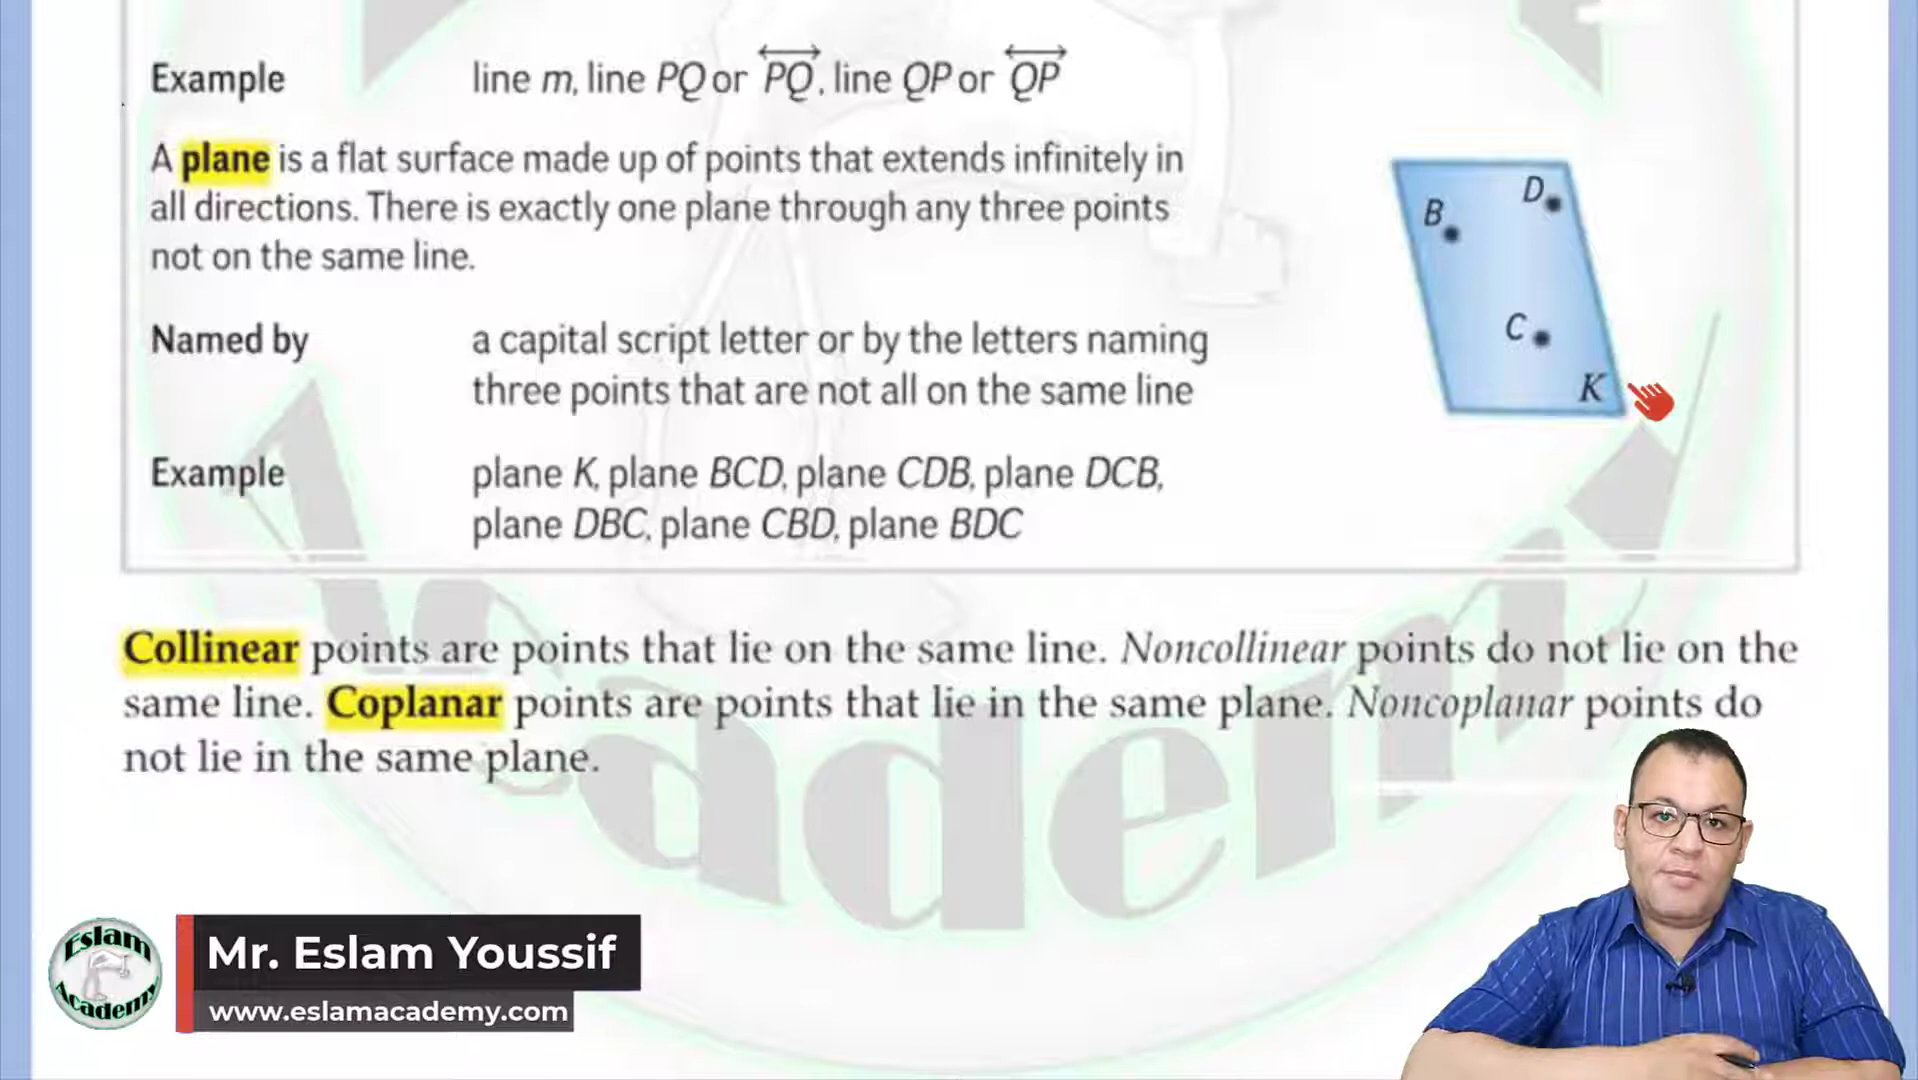 Example line m, line PQ or PQ, line QP or QP
A plane is a flat surface made up of points that extends infinitely in
all directions. There is exactly one plane through any three points
not on the same line.
Named by a capital script letter or by the letters naming
three points that are not all on the same line
Example plane K, plane BCD, plane CDB, plane DCB,
plane DBC, plane CBD, plane BDC
B
D
C
K
Collinear points are points that lie on the same line. Noncollinear points do not lie on the
same line. Coplanar points are points that lie in the same plane. Noncoplanar points do
not lie in the same plane.
Academy
Eslam
Academy
Mr. Eslam Youssif
www.eslamacademy.com